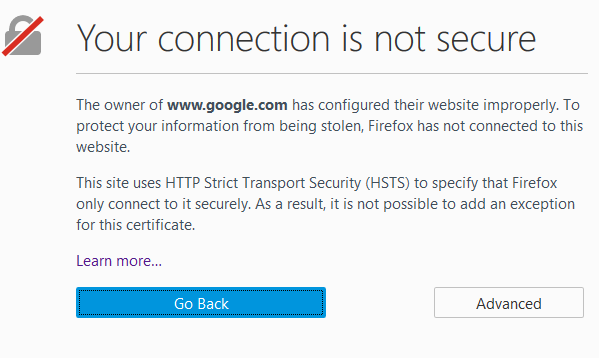 Your connection is not secure
The owner of www.google.com has configured their website improperly. To
protect your information from being stolen, Firefox has not connected to this
website.
This site uses HTTP Strict Transport Security (HSTS) to specify that Firefox
only connect to it securely. As a result, it is not possible to add an exception
for this certificate.
Learn more...
Go Back
Advanced